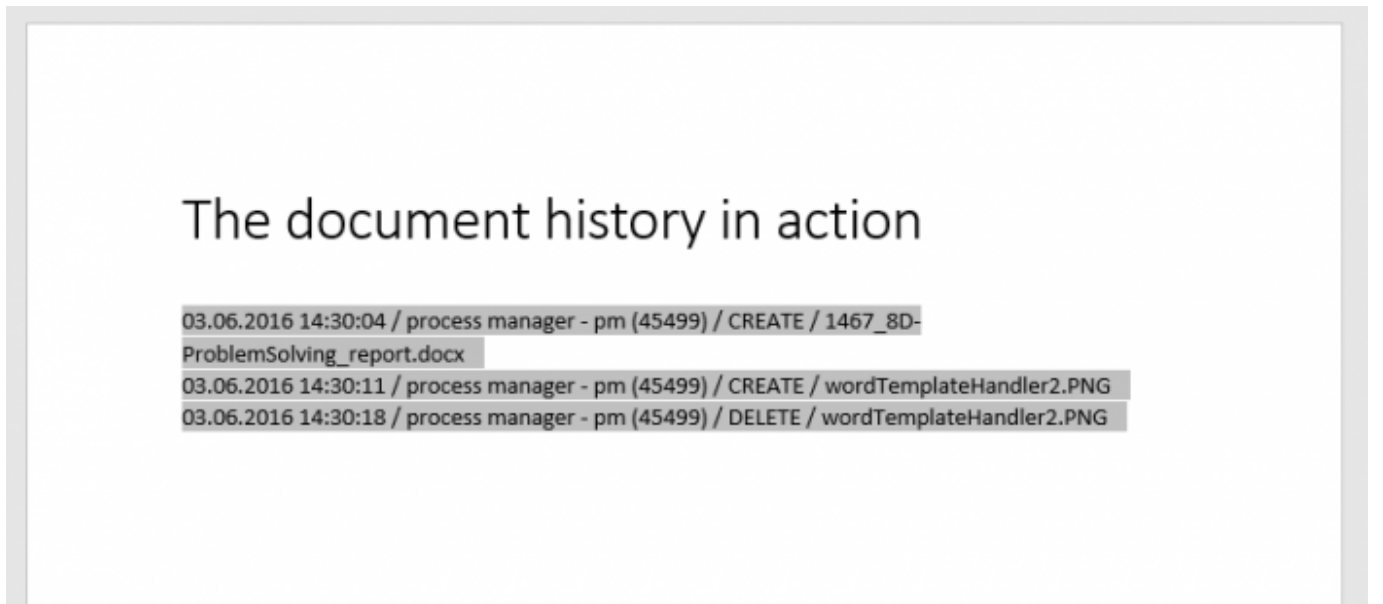 The document history in action
03.06.2016 14:30:04 / process manager - pm (45499) / CREATE / 1467_8D-
ProblemSolving_report.docx
03.06.2016 14:30:11 / process manager - pm (45499) / CREATE / wordTemplateHandler2.PNG
03.06.2016 14:30:18 / process manager - pm (45499) / DELETE / wordTemplateHandler2.PNG